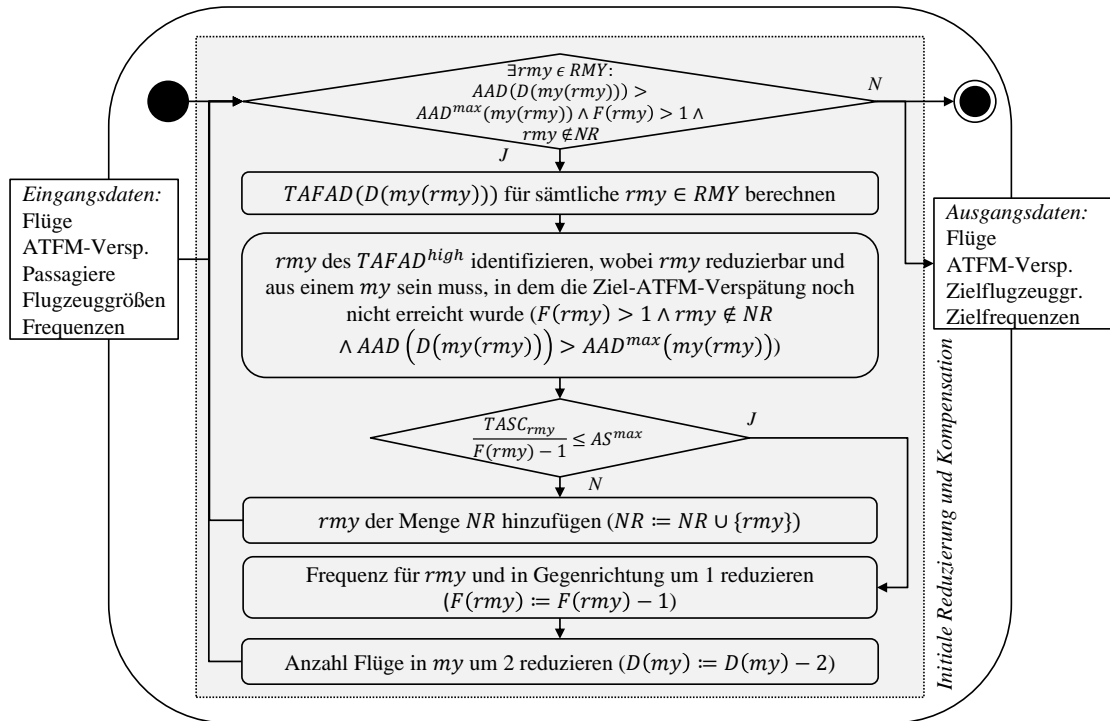 ∃rmy ϵ RMY:
AAD(D(my(rmy))) >
AAD^max(my(rmy)) ∧ F(rmy) > 1 ∧
rmy ∉ NR
N
J
Eingangsdaten:
Flüge
ATFM-Versp.
Passagiere
Flugzeuggrößen
Frequenzen
TAFAD(D(my(rmy))) für sämtliche rmy ∈ RMY berechnen
Ausgangsdaten:
Flüge
ATFM-Versp.
Zielflugzeuggr.
Zielfrequenzen
rmy des TAFAD^high identifizieren, wobei rmy reduzierbar und
aus einem my sein muss, in dem die Ziel-ATFM-Verspätung noch
nicht erreicht wurde (F(rmy) > 1 ∧ rmy ∉ NR
∧ AAD (D(my(rmy))) > AAD^max(my(rmy)))
TASC_rmy / F(rmy) − 1 ≤ AS^max
J
N
rmy der Menge NR hinzufügen (NR ≔ NR ∪ {rmy})
Frequenz für rmy und in Gegenrichtung um 1 reduzieren
(F(rmy) ≔ F(rmy) − 1)
Anzahl Flüge in my um 2 reduzieren (D(my) ≔ D(my) − 2)
Initiale Reduzierung und Kompensation